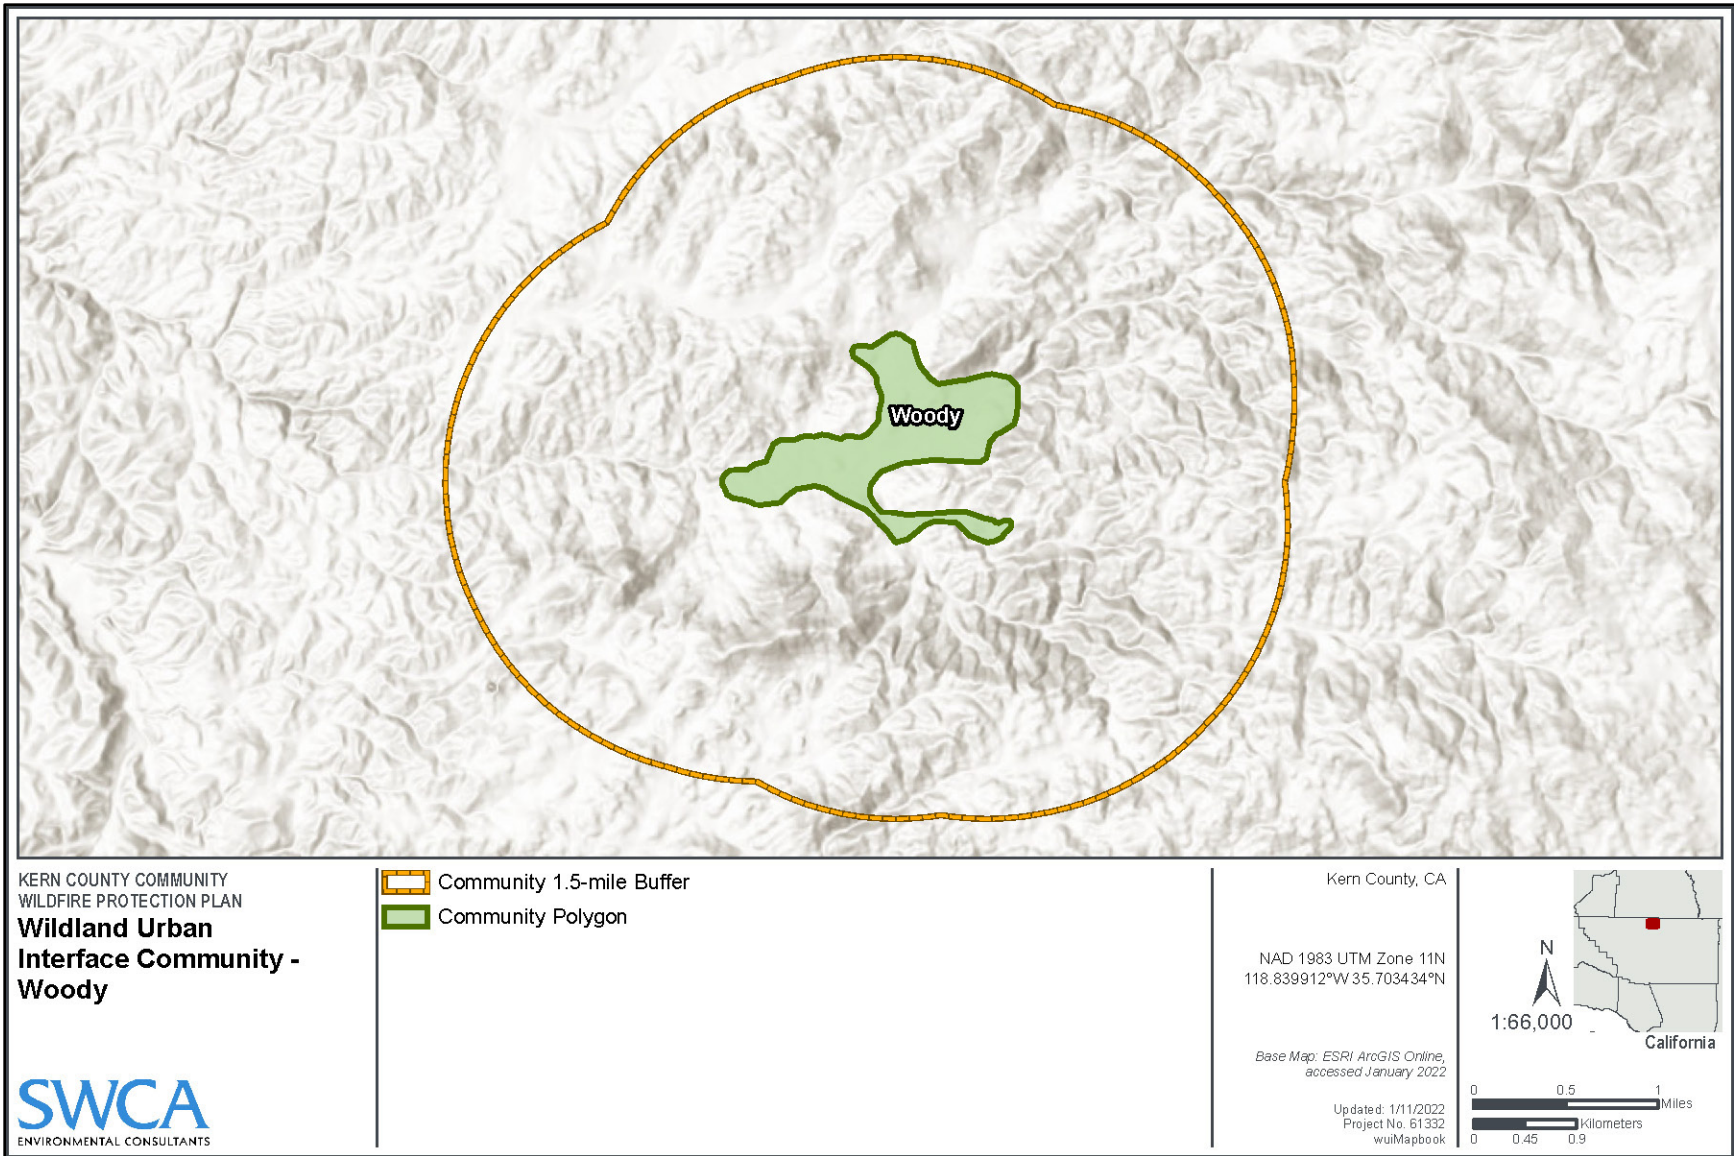 Woody
KERN COUNTY COMMUNITY
WILDFIRE PROTECTION PLAN
Wildland Urban
Interface Community -
Woody
SWCA
ENVIRONMENTAL CONSULTANTS
Community 1.5-mile Buffer
Community Polygon
Kern County, CA
NAD 1983 UTM Zone 11N
118.839912°W 35.703434°N
Base Map: ESRI ArcGIS Online,
accessed January 2022
Updated: 1/11/2022
Project No. 61332
wuiMapbook
N
1:66,000
California
0 0.5 1
Miles
Kilometers
0 0.45 0.9